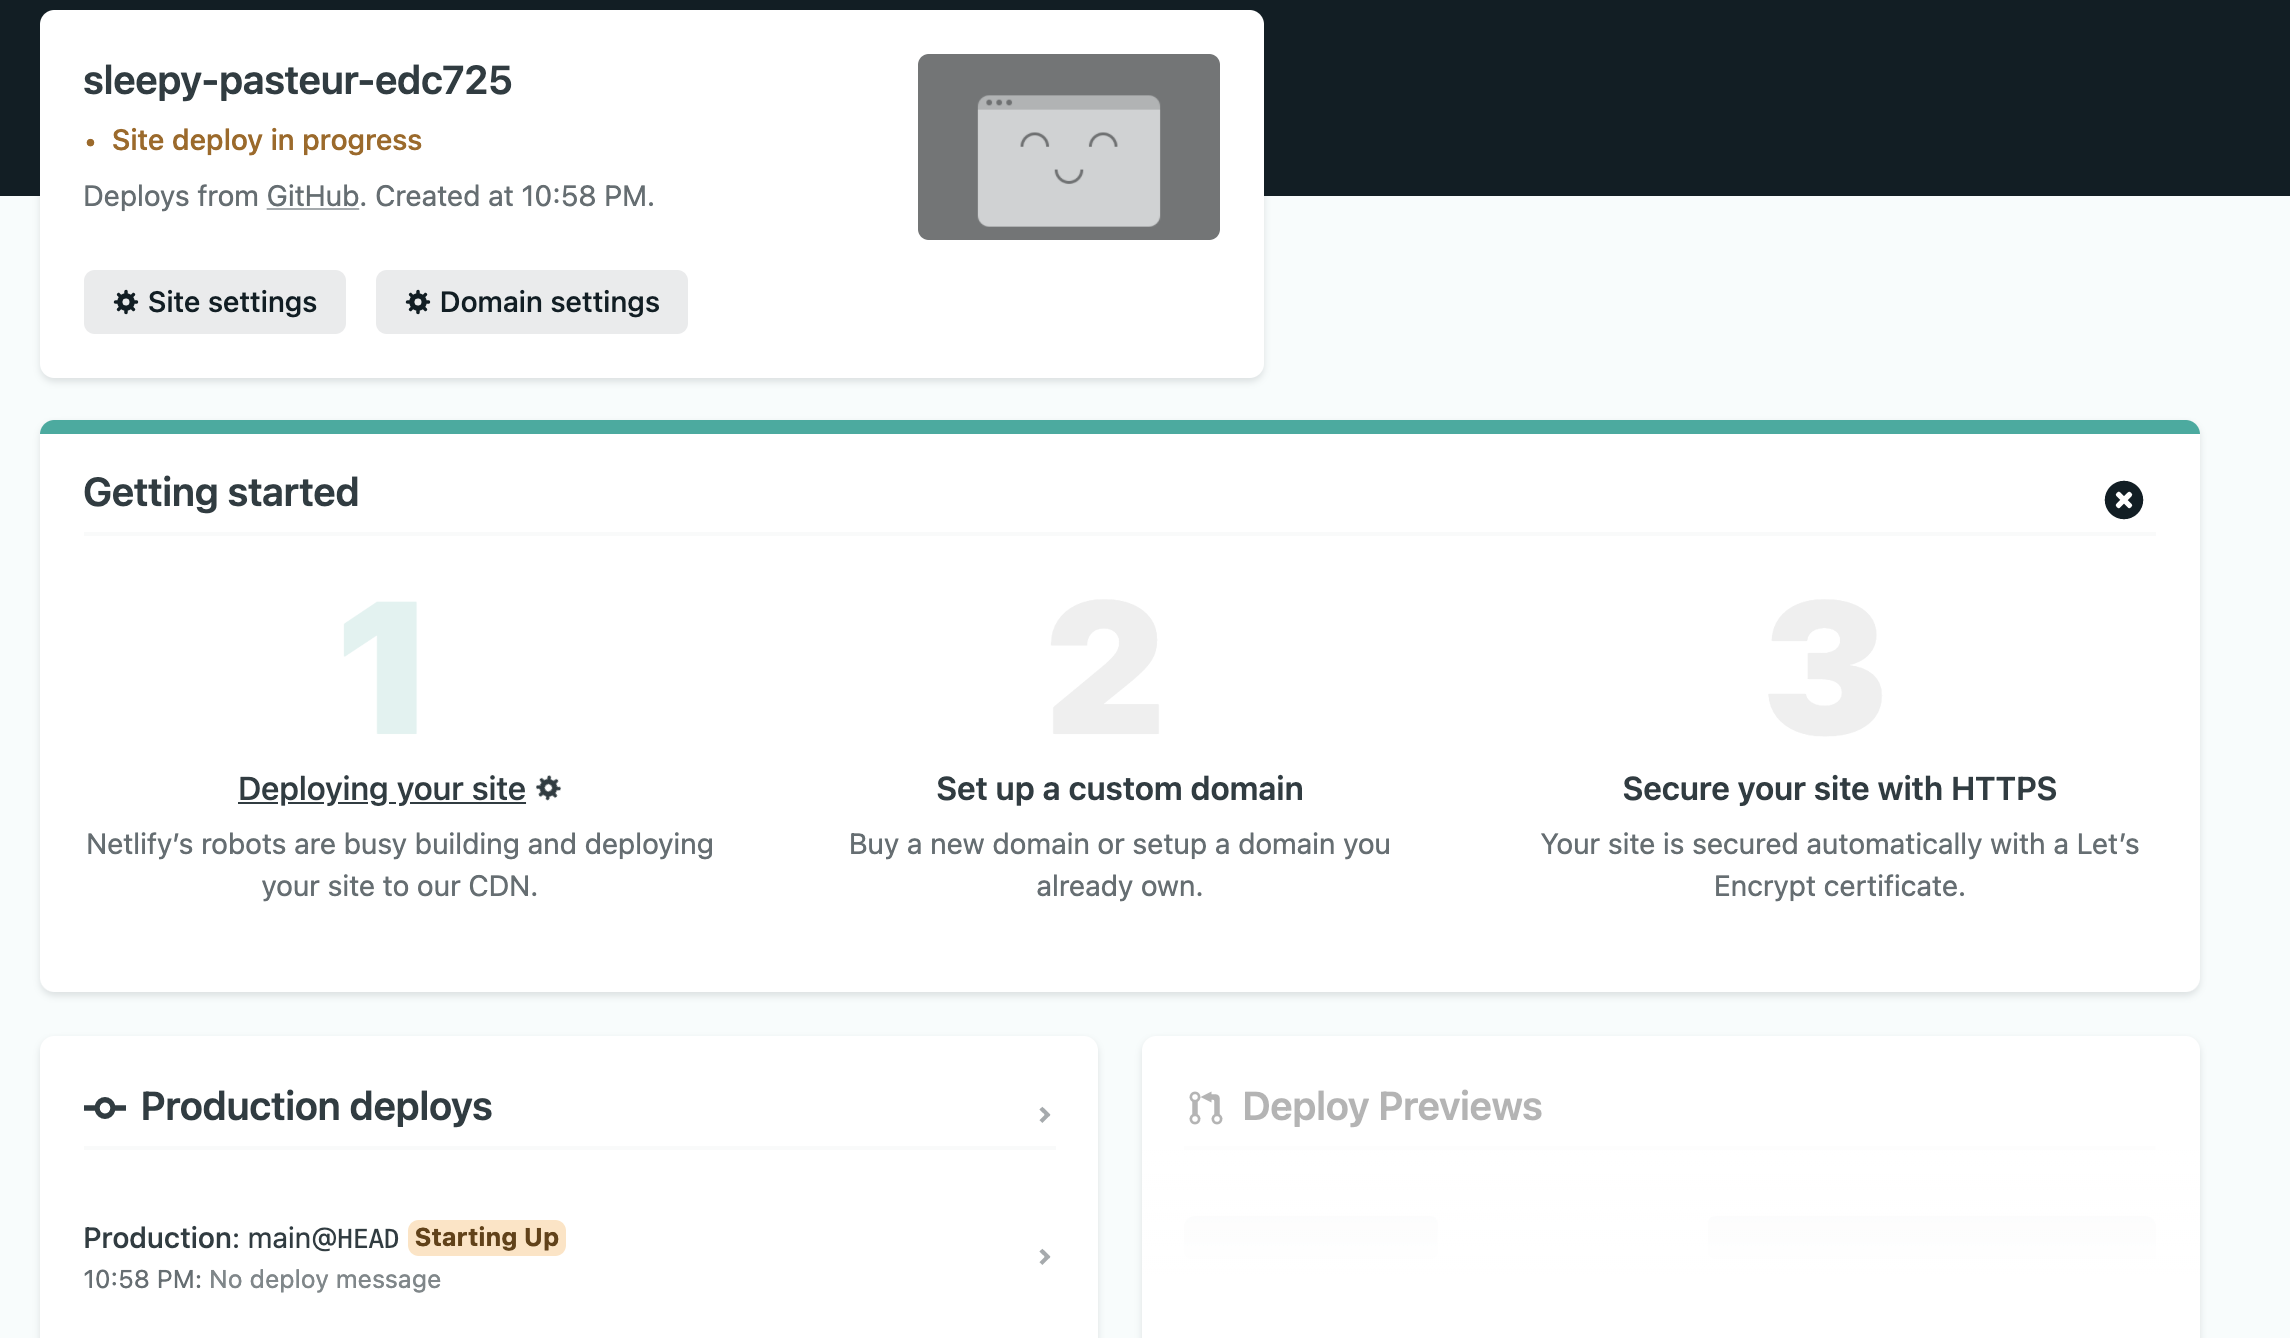 sleepy-pasteur-edc725
• Site deploy in progress
Deploys from GitHub. Created at 10:58 PM.
Site settings
Domain settings
Getting started
1
Deploying your site
Netlify’s robots are busy building and deploying
your site to our CDN.
2
Set up a custom domain
Buy a new domain or setup a domain you
already own.
3
Secure your site with HTTPS
Your site is secured automatically with a Let’s
Encrypt certificate.
Production deploys
Production: main@HEAD Starting Up
10:58 PM: No deploy message
Deploy Previews